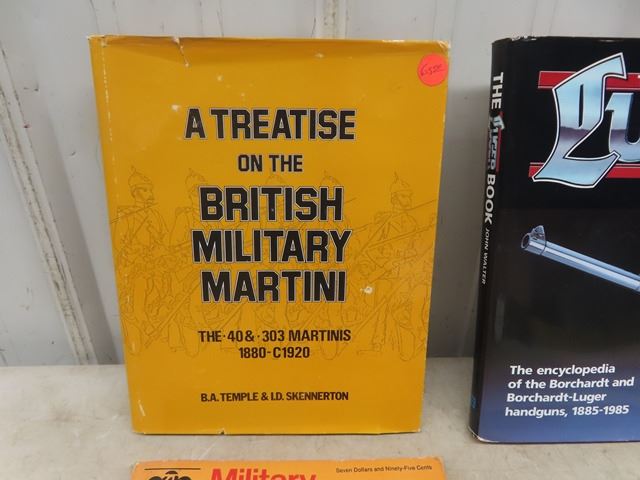 A TREATISE
ON THE
BRITISH
MILITARY
MARTINI
THE·40 & ·303 MARTINIS
1880-C1920
B.A. TEMPLE & I.D. SKENNERTON
THE Luger BOOK JOHN WALTER
Lu
The encyclopedia
of the Borchardt and
Borchardt-Luger
handguns, 1885-1985
Seven Dollars and Ninety-Five Cents
Military